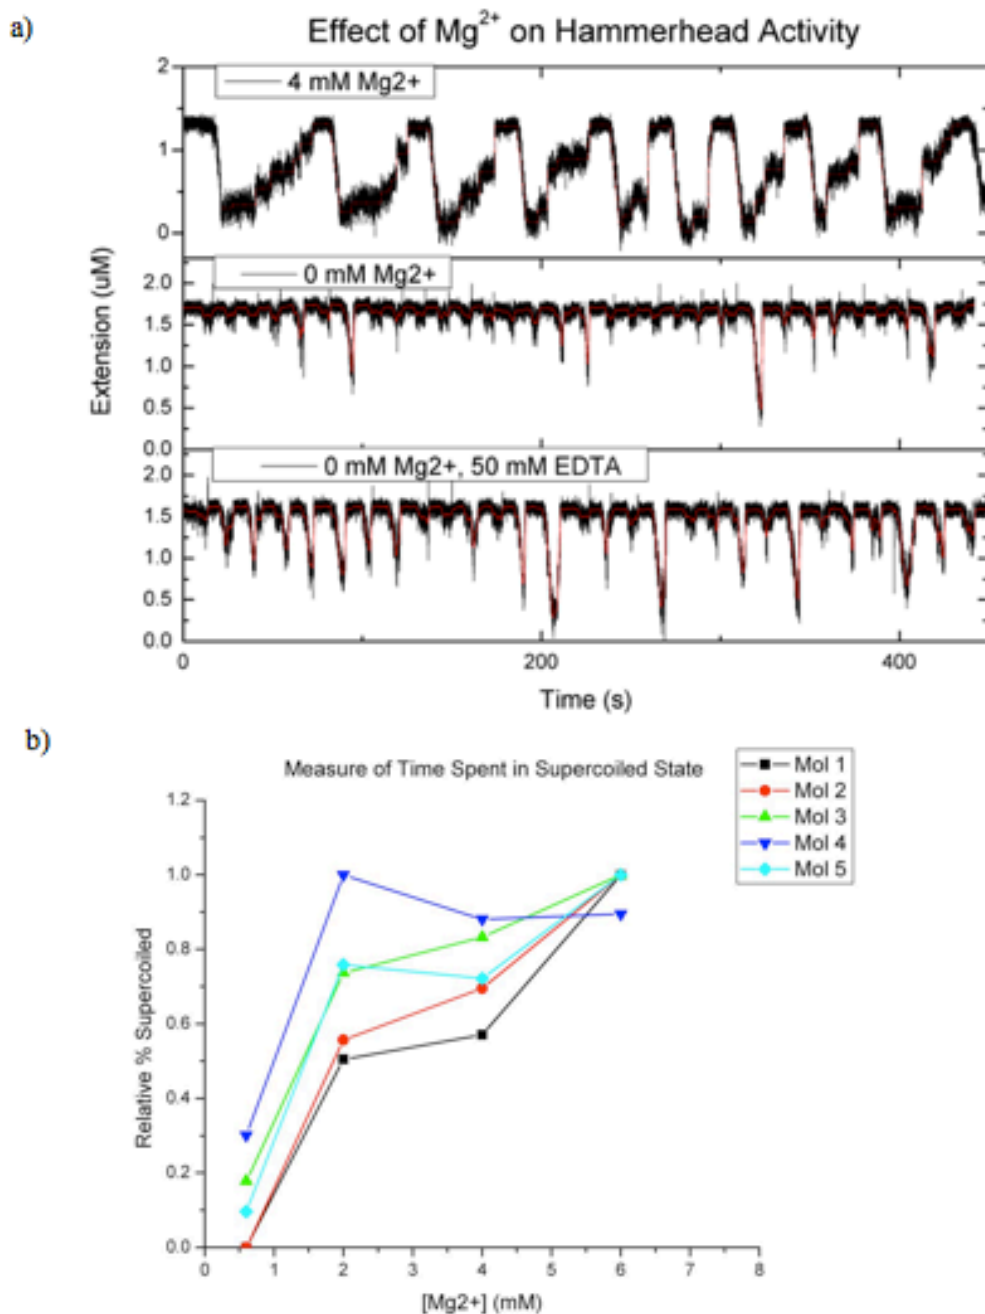 a)
Effect of Mg2+ on Hammerhead Activity
4 mM Mg2+
2
1
0
0 mM Mg2+
2.0
1.5
1.0
0.5
0.0
Extension (uM)
0 mM Mg2+, 50 mM EDTA
2.0
1.5
1.0
0.5
0.0
0
200
400
Time (s)
b)
Measure of Time Spent in Supercoiled State
Mol 1
Mol 2
Mol 3
Mol 4
Mol 5
1.2
1.0
0.8
0.6
0.4
0.2
0.0
Relative % Supercoiled
0 1 2 3 4 5 6 7 8
[Mg2+] (mM)